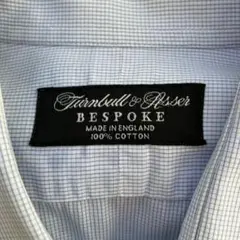 Turnbull & Asser
BESPOKE
MADE IN ENGLAND
100% COTTON